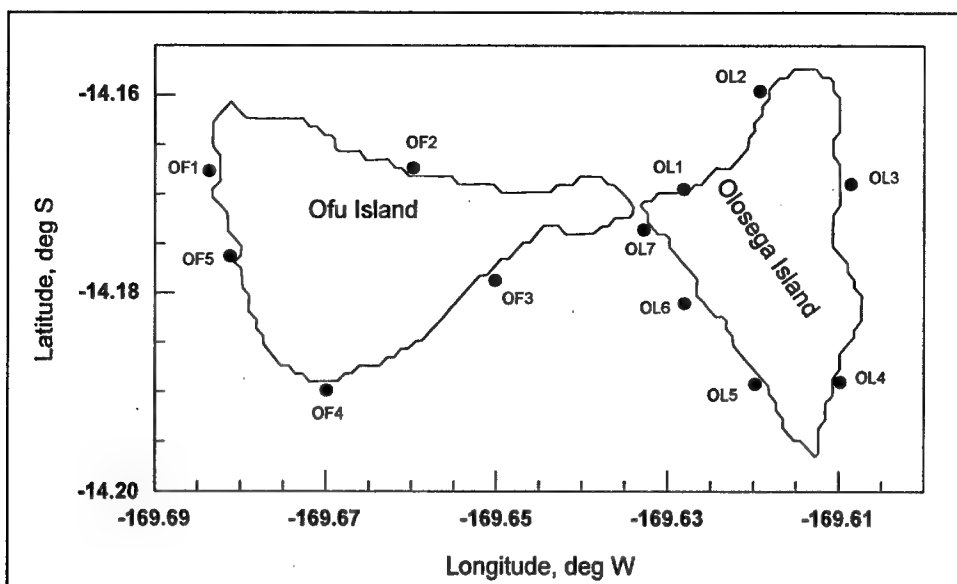 OL2
-14.16
OF2
OF1
OL1
OL3
Ofu Island
Olosega Island
OL7
OF5
Latitude, deg S
-14.18
OF3
OL6
OL5
OL4
OF4
-14.20
-169.69
-169.67
-169.65
-169.63
-169.61
Longitude, deg W